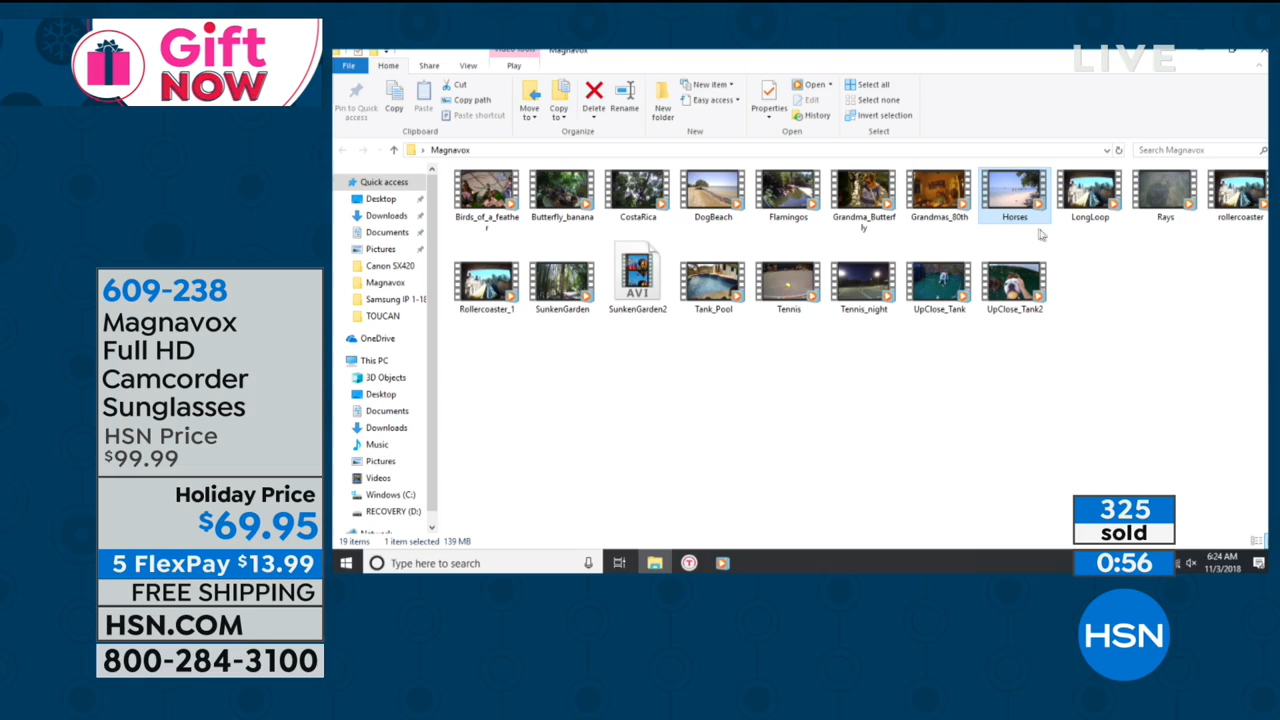 Gift
NOW
LIVE
609-238
Magnavox
Full HD
Camcorder
Sunglasses
HSN Price
$99.99
Holiday Price
$69.95
5 FlexPay $13.99
FREE SHIPPING
HSN.COM
800-284-3100
Magnavox
File Home Share View Play
Pin to Quick access
Copy
Paste
Cut
Copy path
Paste shortcut
Clipboard
Move to
Copy to
Delete
Rename
Organize
New folder
New item
Easy access
New
Properties
Open
Edit
History
Open
Select all
Select none
Invert selection
Select
Magnavox
Search Magnavox
Quick access
Desktop
Downloads
Documents
Pictures
Canon SX420
Magnavox
Samsung IP 1-18
TOUCAN
OneDrive
This PC
3D Objects
Desktop
Documents
Downloads
Music
Pictures
Videos
Windows (C:)
RECOVERY (D:)
Birds_of_a_feather
Butterfly_banana
CostaRica
DogBeach
Flamingos
Grandma_Butterfly
Grandmas_80th
Horses
LongLoop
Rays
rollercoaster
Rollercoaster_1
SunkenGarden
AVI
SunkenGarden2
Tank_Pool
Tennis
Tennis_night
UpClose_Tank
UpClose_Tank2
19 items 1 item selected 139 MB
Type here to search
6:24 AM
11/3/2018
325
sold
0:56
HSN